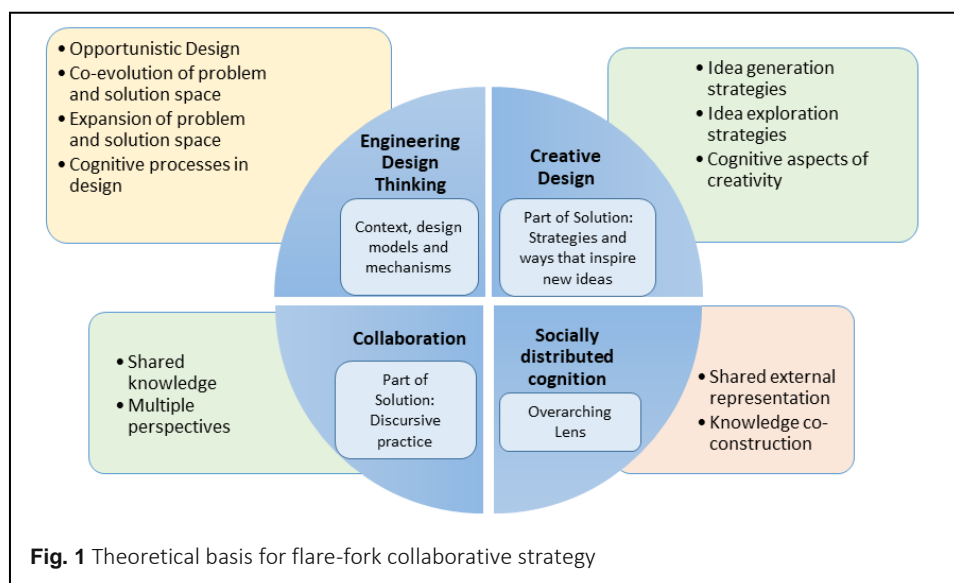 • Opportunistic Design
• Co-evolution of problem
and solution space
• Expansion of problem
and solution space
• Cognitive processes in
design
Engineering
Design
Thinking
Context, design
models and
mechanisms
Creative
Design
Part of Solution:
Strategies and
ways that inspire
new ideas
• Idea generation
strategies
• Idea exploration
strategies
• Cognitive aspects of
creativity
• Shared
knowledge
• Multiple
perspectives
Collaboration
Part of
Solution:
Discursive
practice
Socially
distributed
cognition
Overarching
Lens
• Shared external
representation
• Knowledge co-
construction
Fig. 1 Theoretical basis for flare-fork collaborative strategy